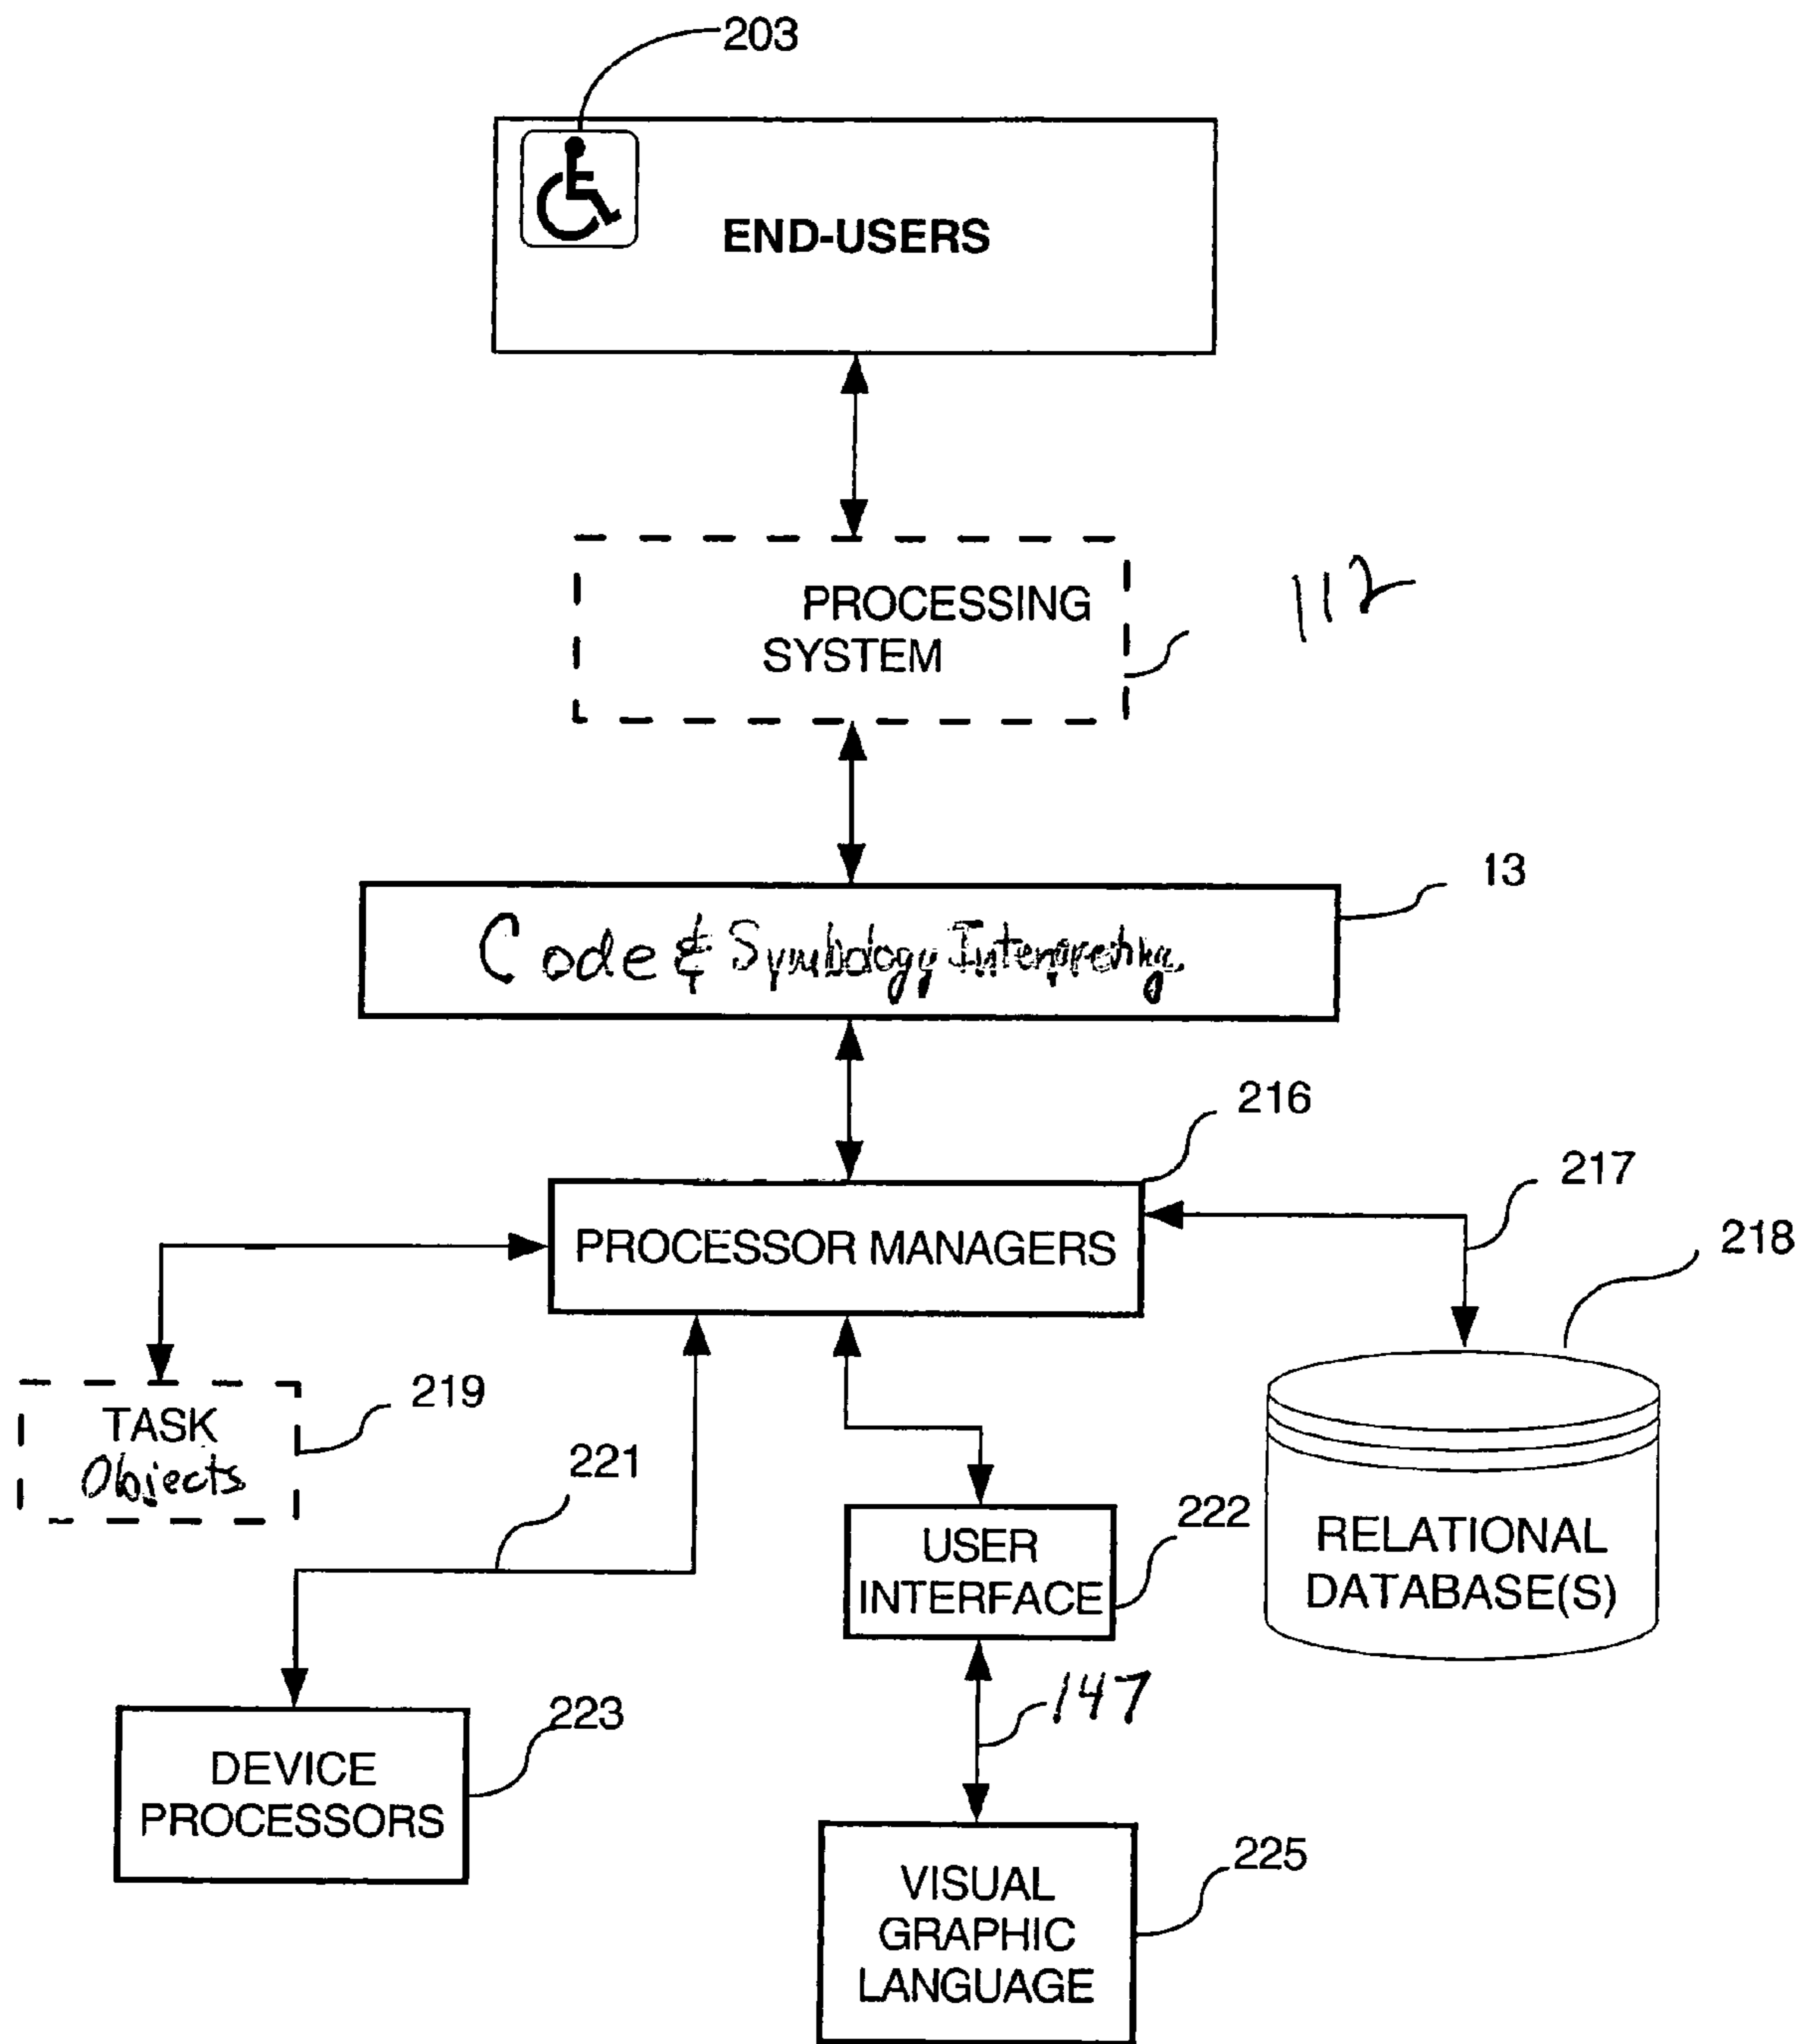 203
END-USERS
PROCESSING
SYSTEM
112
13
Code & Symbology Interpreting
216
PROCESSOR MANAGERS
217
218
219
TASK
Objects
221
222
USER
INTERFACE
RELATIONAL
DATABASE(S)
147
223
DEVICE
PROCESSORS
225
VISUAL
GRAPHIC
LANGUAGE